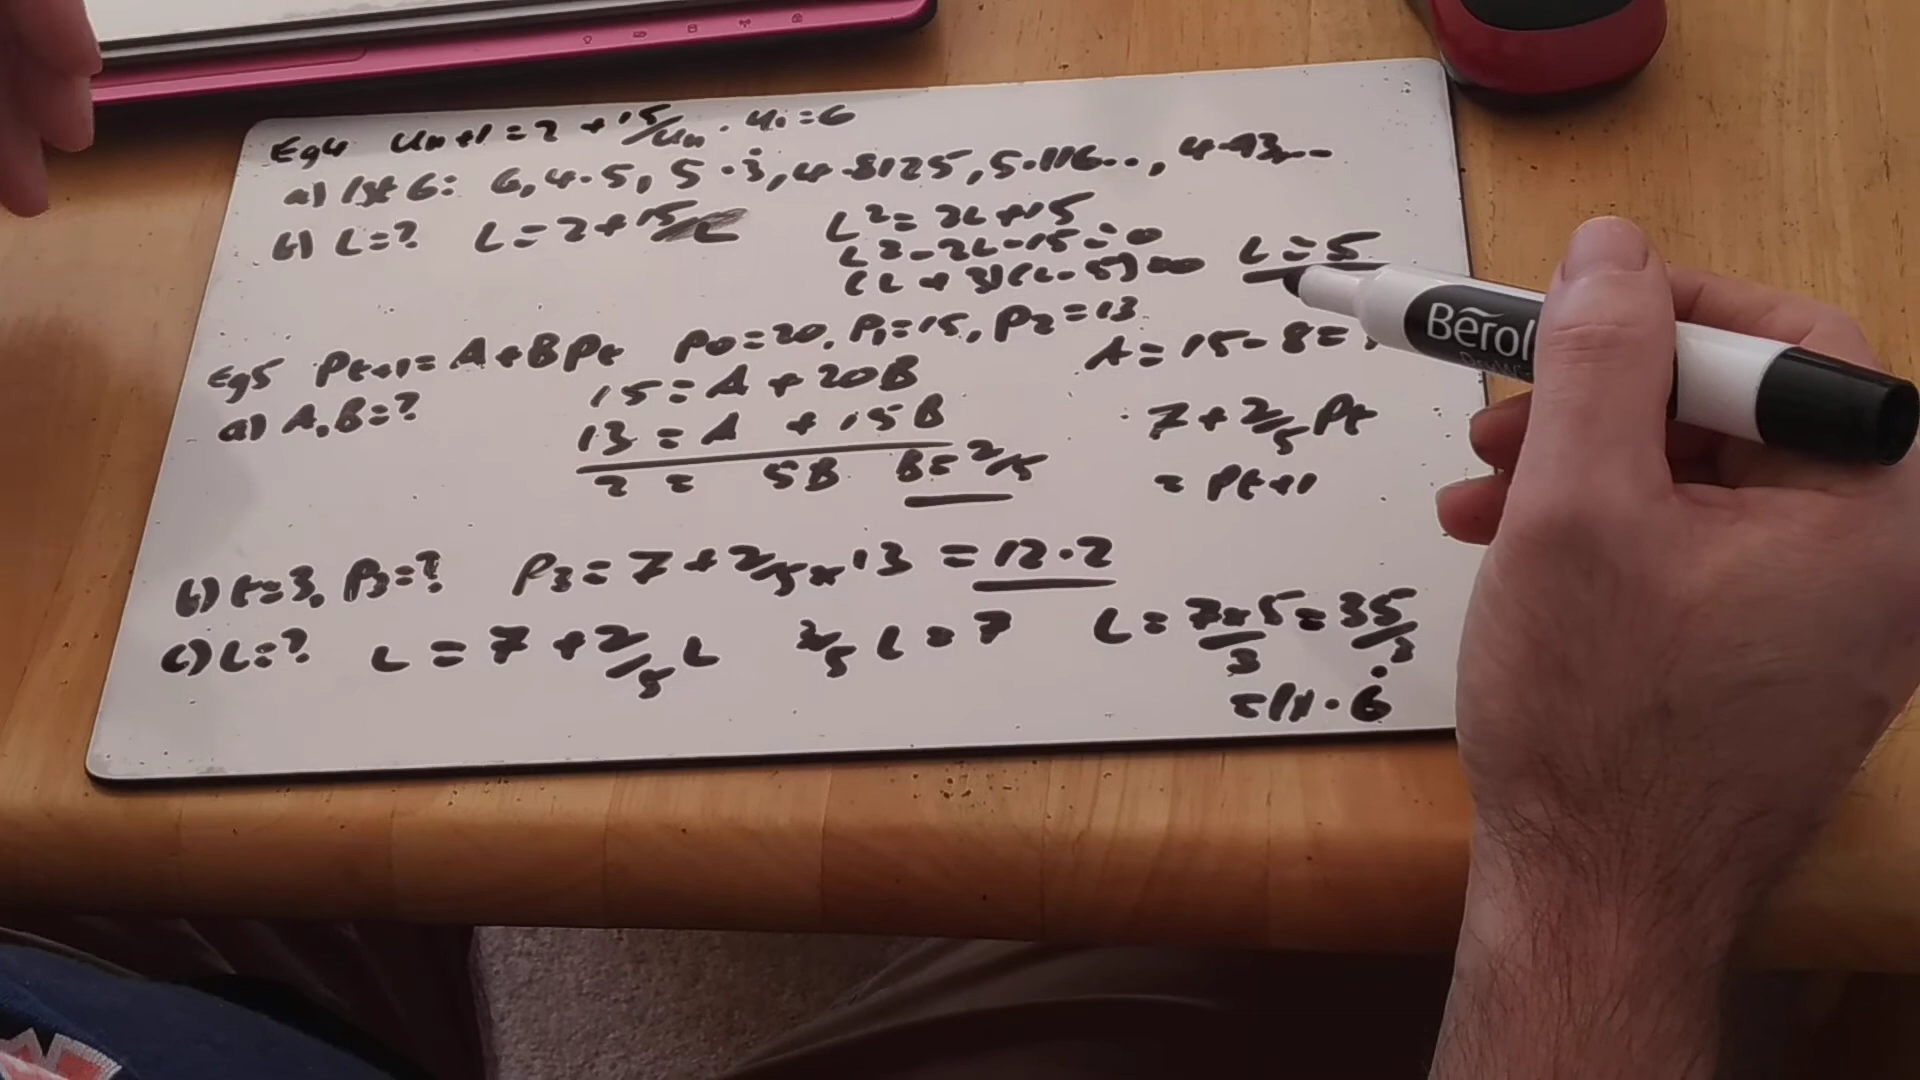 Eg4 Un+1 = 2 + 15/Un . U1 = 6
a) 1st 6: 6, 4.5, 5.3̇, 4.8125, 5.116..., 4.93...
b) L=? L = 2 + 15/L L² = 2L + 15
L² - 2L - 15 = 0
(L + 3)(L - 5) = 0 L = 5
Eg5 Pt+1 = A + BPt P0 = 20, P1 = 15, P2 = 13
a) A, B = ? 15 = A + 20B A = 15 - 8 =
13 = A + 15B 7 + 2/5 Pt
2 = 5B B = 2/5 = Pt+1
b) t=3, P3=? P3 = 7 + 2/5 × 13 = 12.2
c) L=? L = 7 + 2/5 L 3/5 L = 7 L = 7×5/3 = 35/3
= 11.6̇
Berol